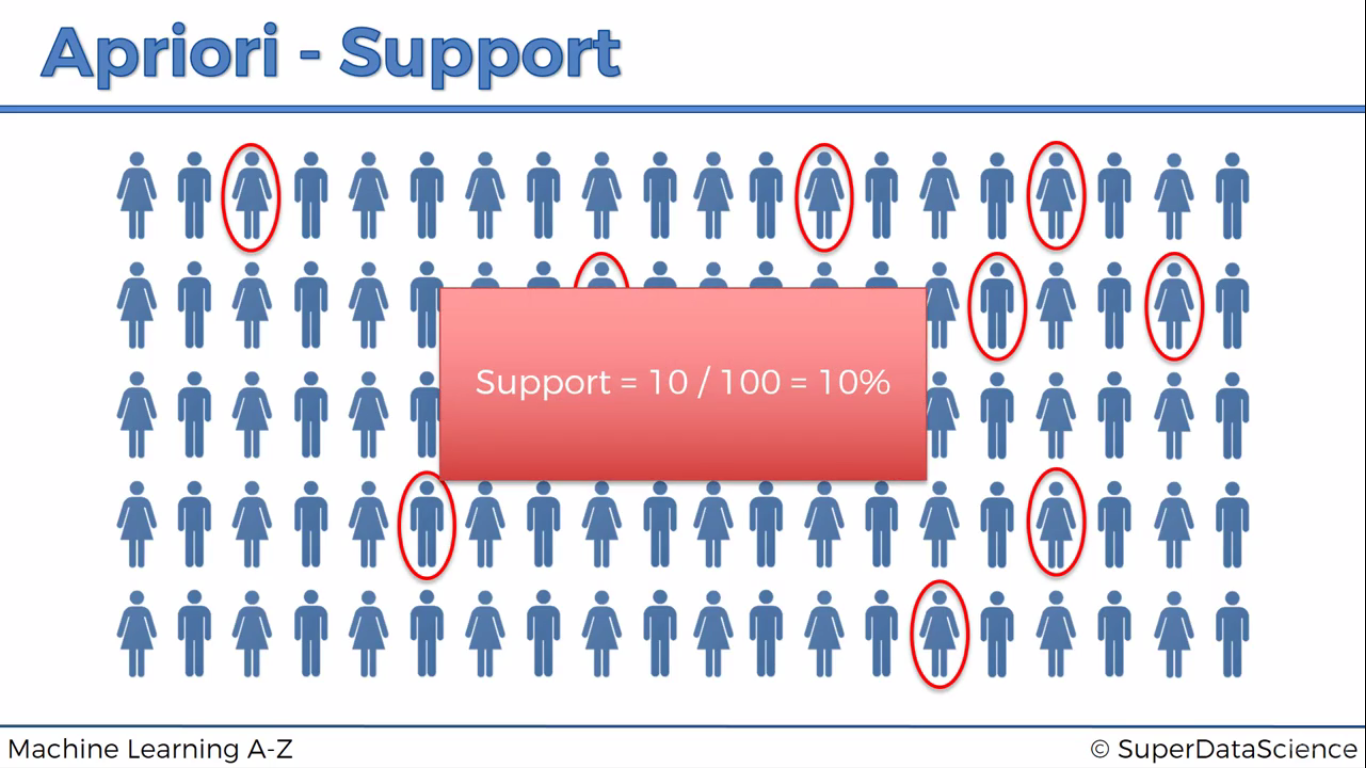 Apriori - Support
Support = 10 / 100 = 10%
Machine Learning A-Z
© SuperDataScience